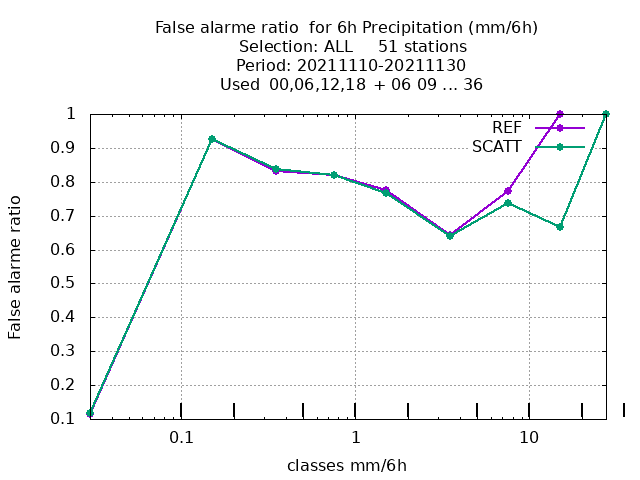 False alarme ratio  for 6h Precipitation (mm/6h)
Selection: ALL     51 stations
Period: 20211110-20211130
Used  00,06,12,18  + 06 09 ... 36
REF
SCATT
1
0.9
0.8
0.7
0.6
0.5
0.4
0.3
0.2
0.1
False alarme ratio
0.1
1
10
classes mm/6h